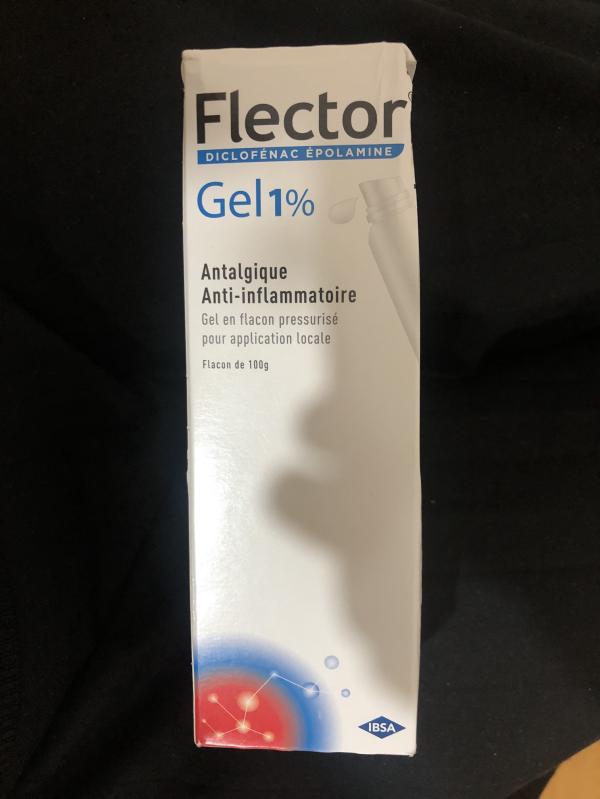 Flector®
DICLOFÉNAC ÉPOLAMINE
Gel 1%
Antalgique
Anti-inflammatoire
Gel en flacon pressurisé
pour application locale
Flacon de 100g
IBSA